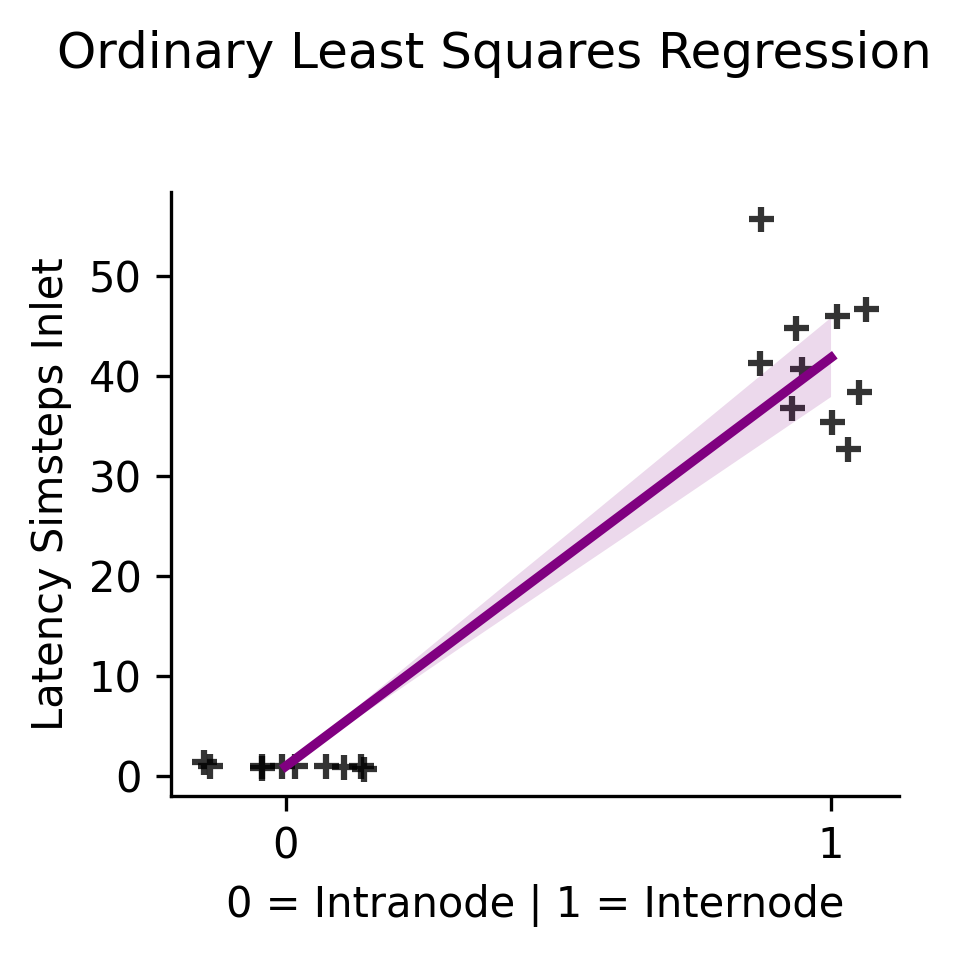 Ordinary Least Squares Regression
Latency Simsteps Inlet
50
40
30
20
10
0
0 1
0 = Intranode | 1 = Internode